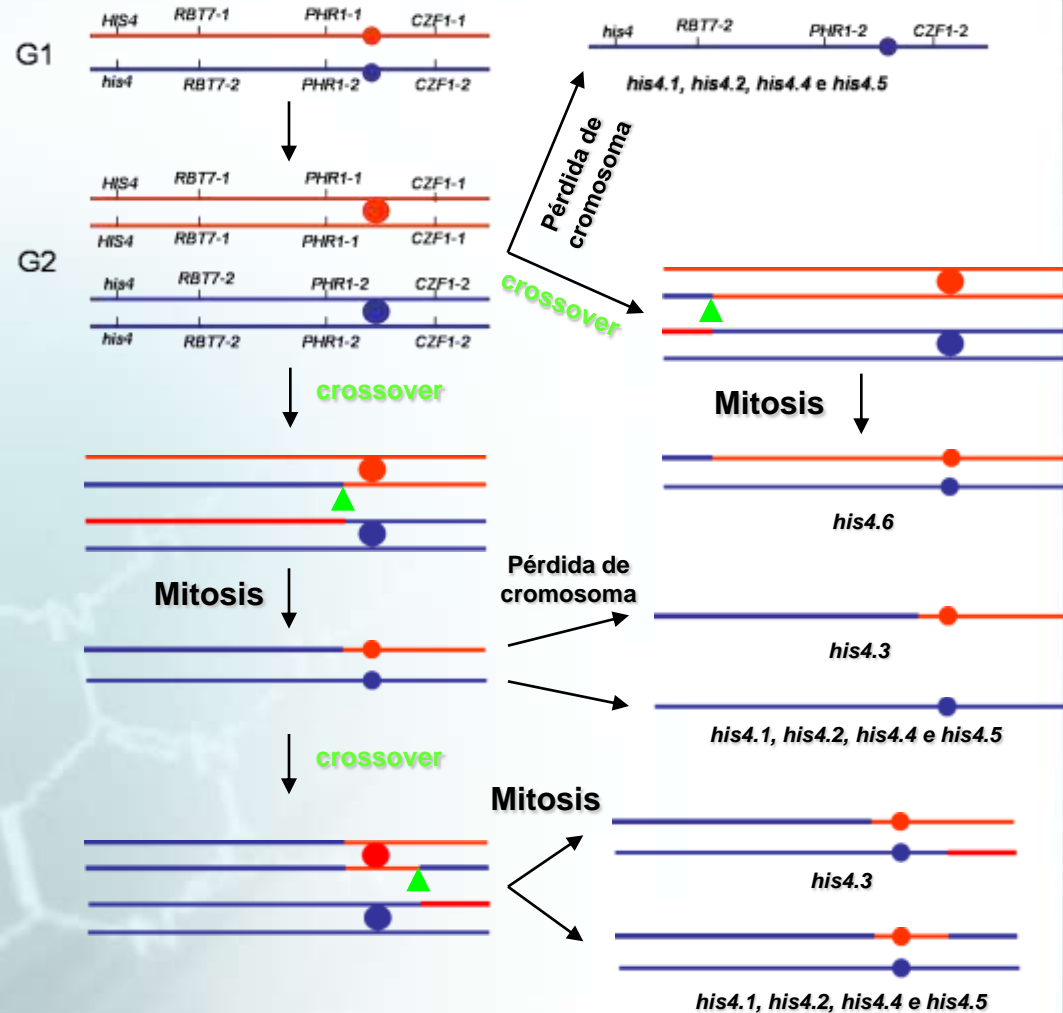 G1
HIS4 RBT7-1 PHR1-1 CZF1-1
his4 RBT7-2 PHR1-2 CZF1-2
HIS4 RBT7-1 PHR1-1 CZF1-1
HIS4 RBT7-1 PHR1-1 CZF1-1
G2
his4 RBT7-2 PHR1-2 CZF1-2
his4 RBT7-2 PHR1-2 CZF1-2
crossover
Mitosis
crossover
his4 RBT7-2 PHR1-2 CZF1-2
his4.1, his4.2, his4.4 e his4.5
Pérdida de
cromosoma
crossover
Mitosis
his4.6
Pérdida de
cromosoma
his4.3
his4.1, his4.2, his4.4 e his4.5
Mitosis
his4.3
his4.1, his4.2, his4.4 e his4.5